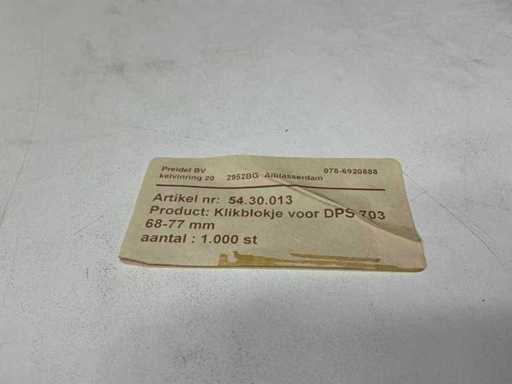 Preidel BV 078-6920888
kelvinring 20 2952BG Alblasserdam
Artikel nr: 54.30.013
Product: Klikblokje voor DPS 703
68-77 mm
aantal : 1.000 st